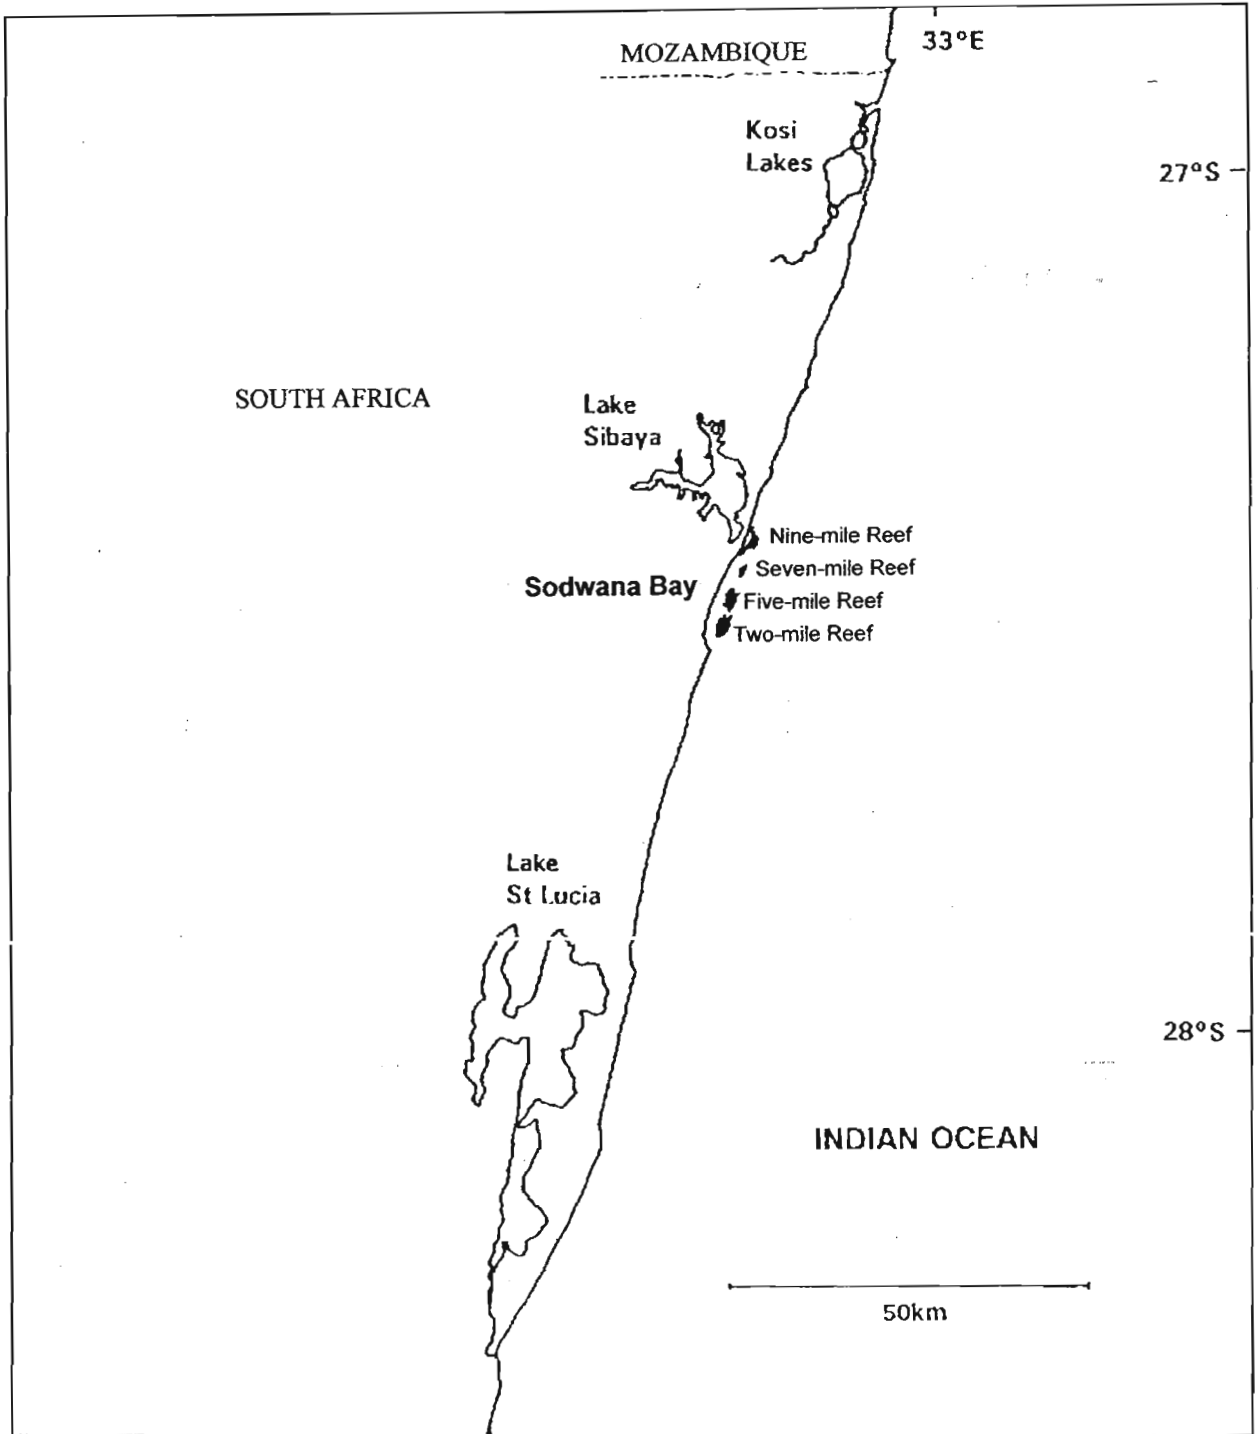 33°E
MOZAMBIQUE
Kosi
Lakes
27°S
SOUTH AFRICA
Lake
Sibaya
Nine-mile Reef
Seven-mile Reef
Sodwana Bay
Five-mile Reef
Two-mile Reef
Lake
St Lucia
28°S
INDIAN OCEAN
50km